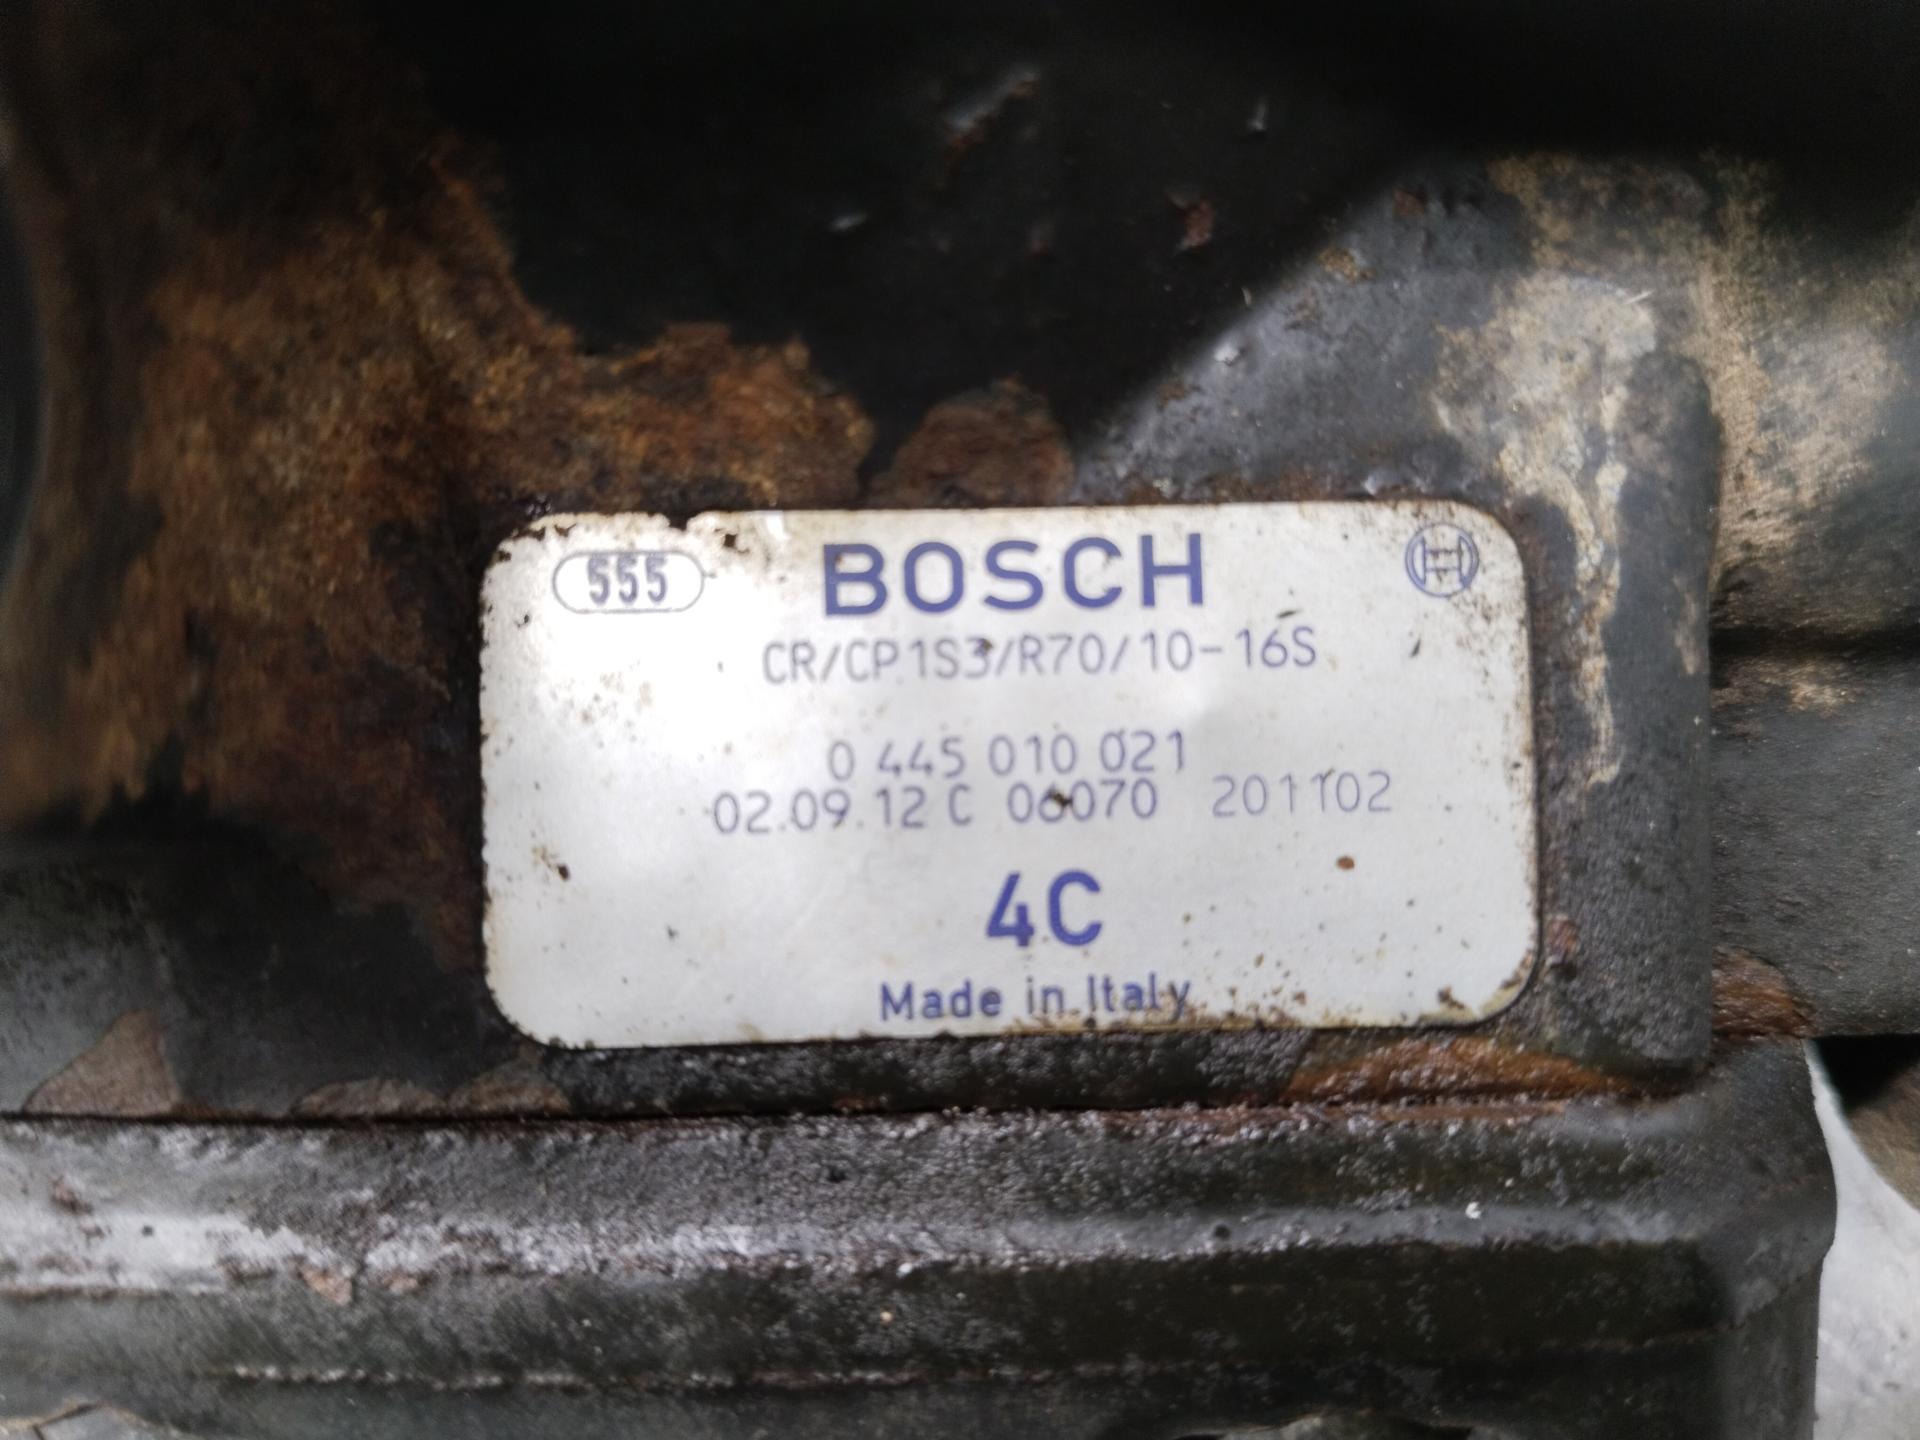 555 BOSCH
CR/CP1S3/R70/10-16S
0 445 010 021
02.09.12 C 06070 201102
4C
Made in Italy